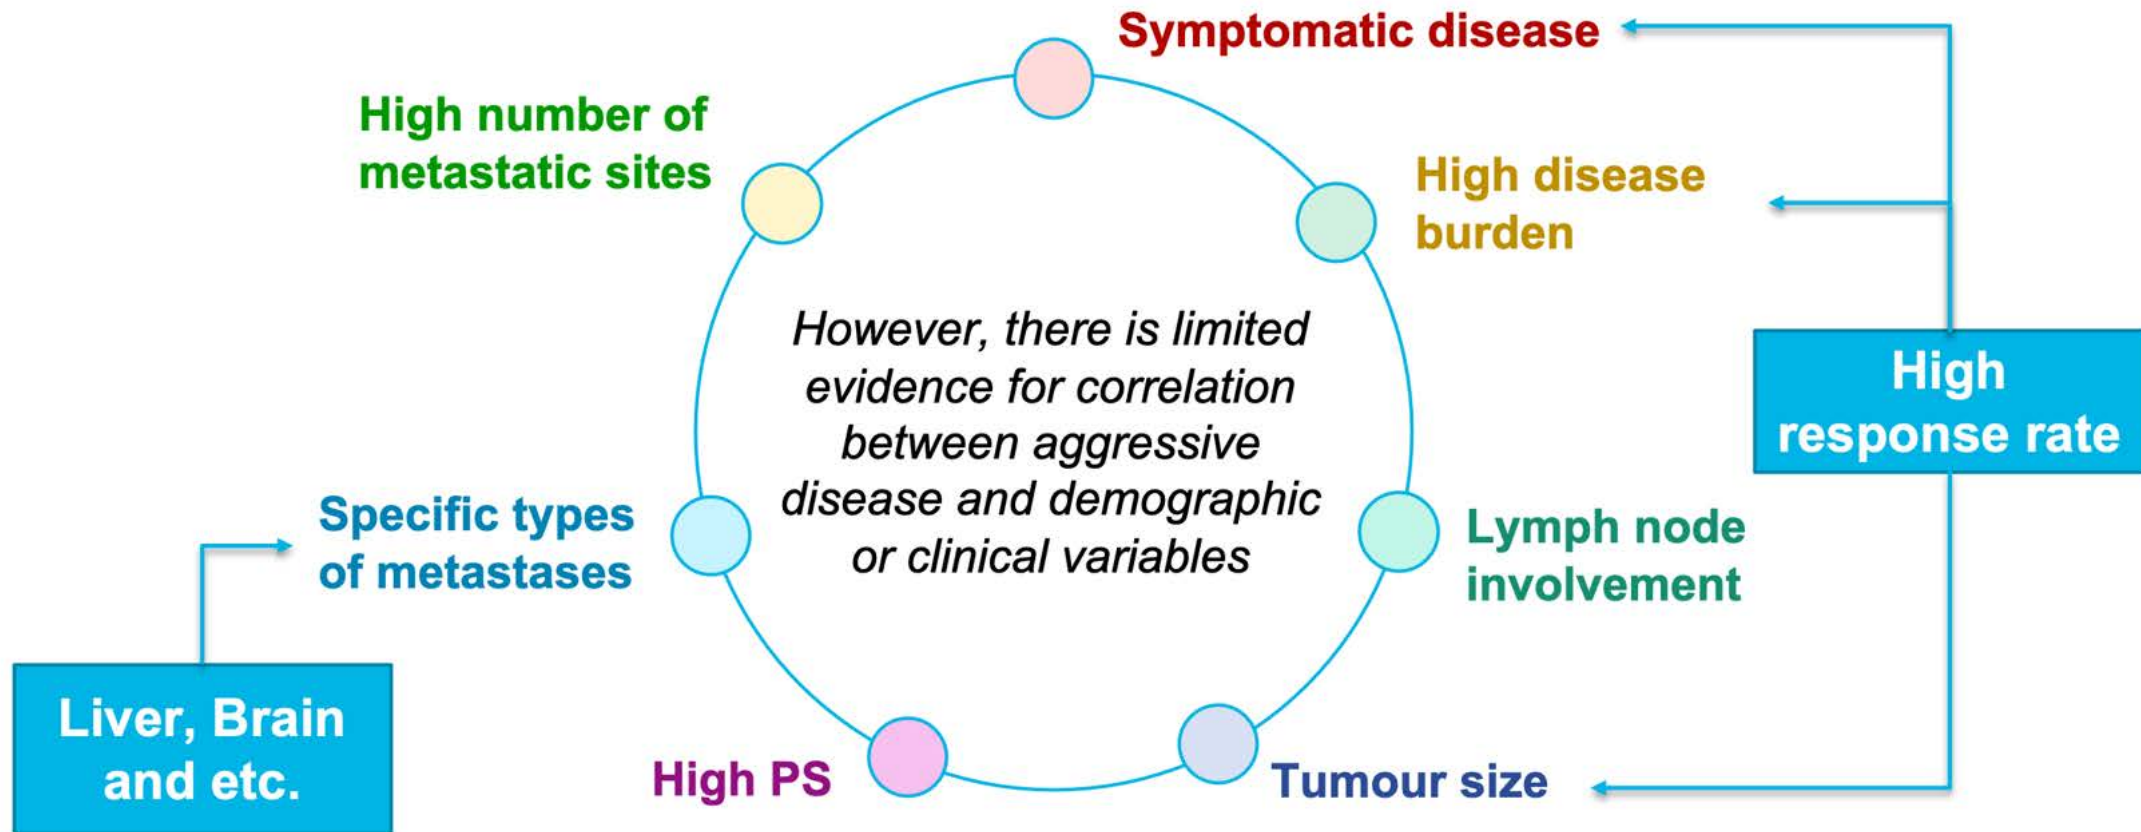 Symptomatic disease
High number of
metastatic sites
High disease
burden
However, there is limited
evidence for correlation
between aggressive
disease and demographic
or clinical variables
High
response rate
Specific types
of metastases
Lymph node
involvement
Liver, Brain
and etc.
High PS
Tumour size